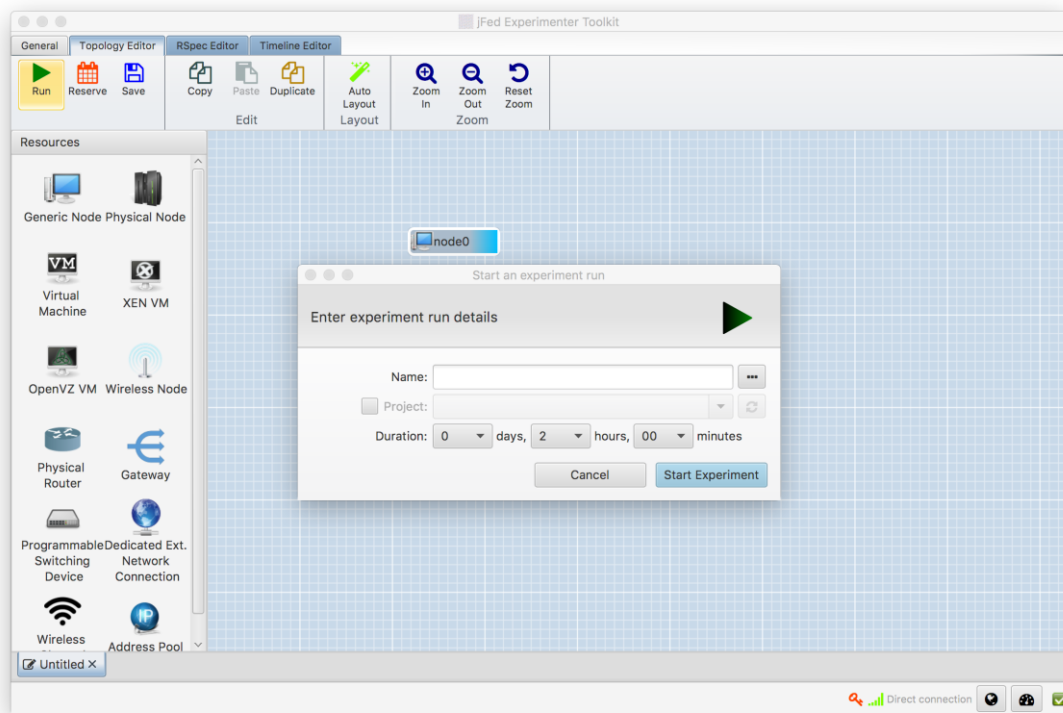 jFed Experimenter Toolkit
General Topology Editor RSpec Editor Timeline Editor
Run Reserve Save Copy Paste Duplicate Auto Layout Zoom In Zoom Out Reset Zoom
Edit Layout Zoom
Resources
Generic Node Physical Node
VM
Virtual Machine
XEN VM
OpenVZ VM Wireless Node
Physical Router
Gateway
Programmable Switching Device
Dedicated Ext. Network Connection
IP
Wireless
Address Pool
node0
Start an experiment run
Enter experiment run details
Name:
Project:
Duration: 0 days, 2 hours, 00 minutes
Cancel Start Experiment
Untitled
Direct connection